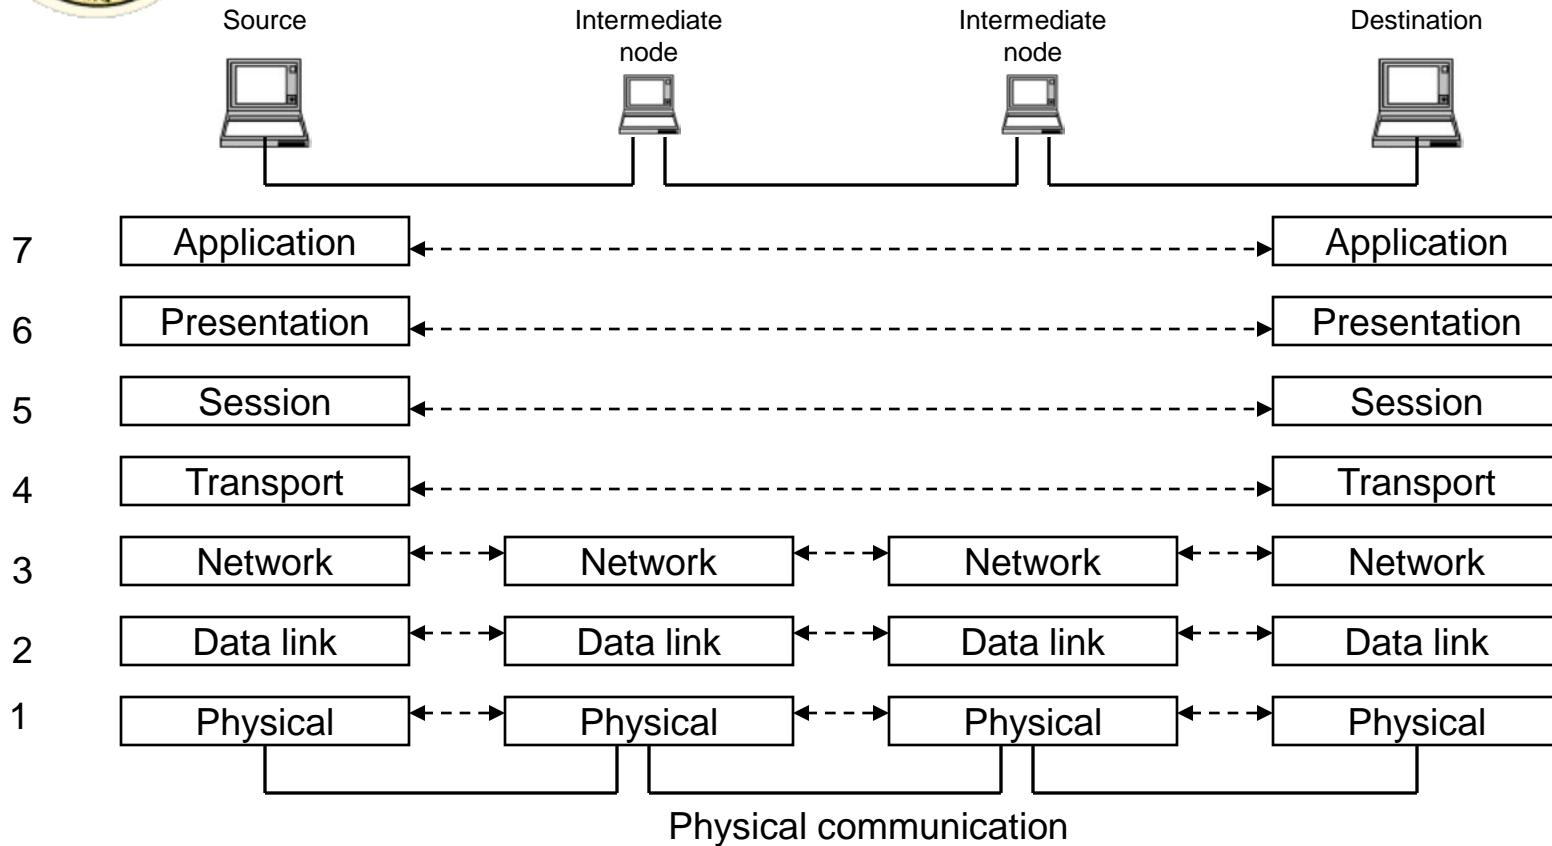 Source
Intermediate
node
Intermediate
node
Destination
7 Application Application
6 Presentation Presentation
5 Session Session
4 Transport Transport
3 Network Network Network Network
2 Data link Data link Data link Data link
1 Physical Physical Physical Physical
Physical communication